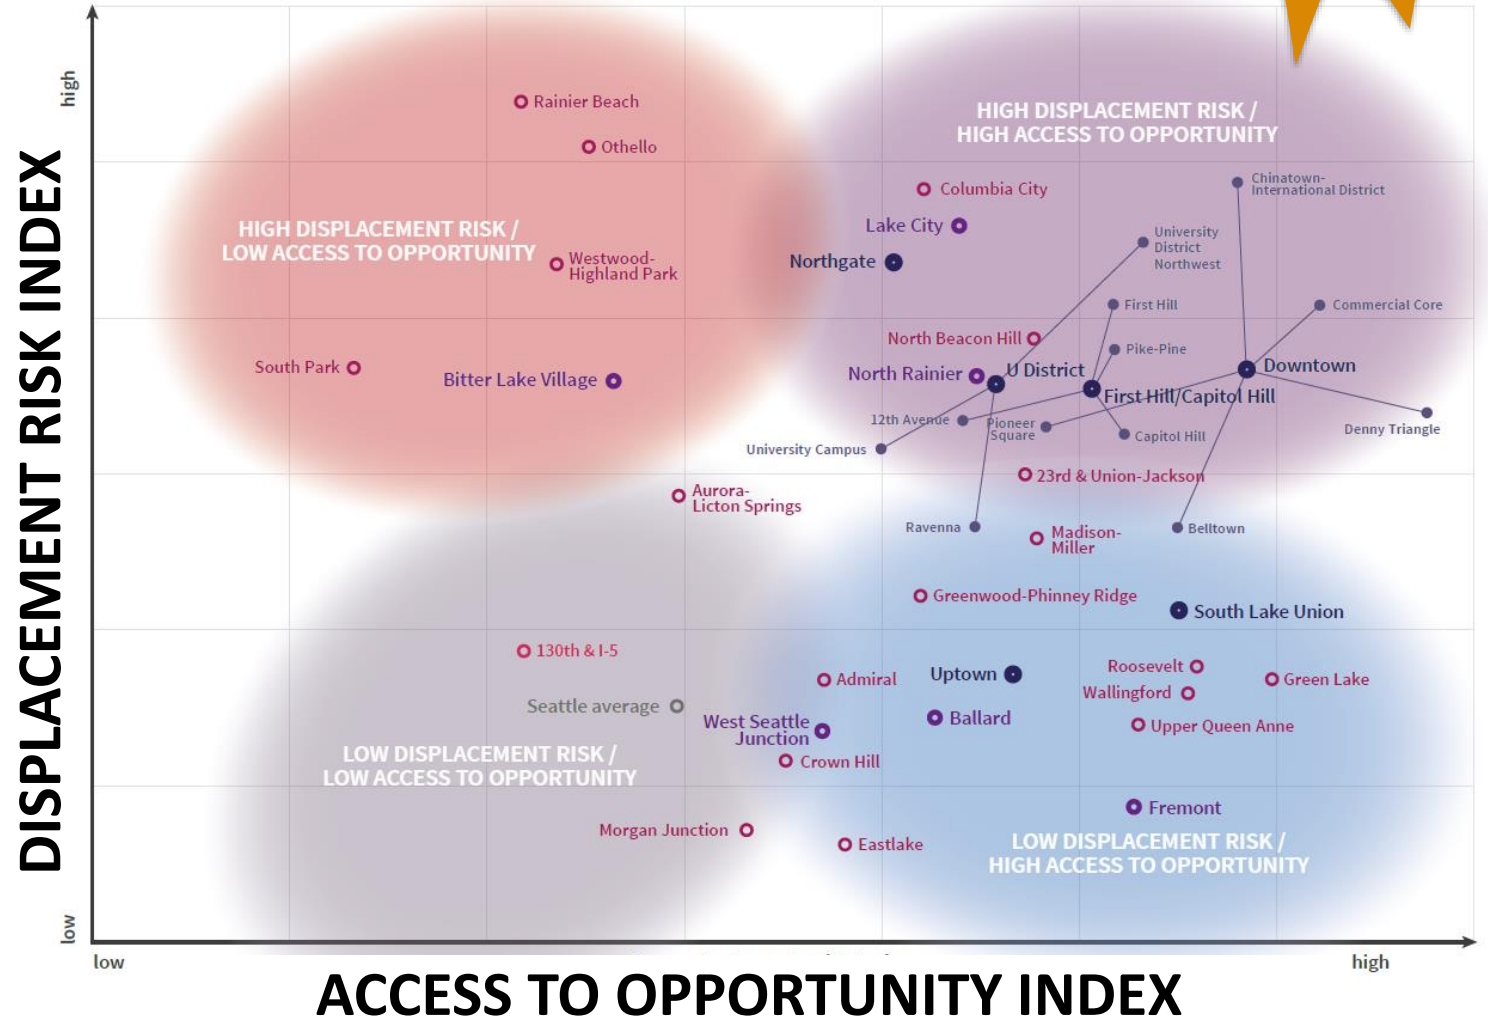 high
DISPLACEMENT RISK INDEX
low
Rainier Beach
Othello
HIGH DISPLACEMENT RISK /
LOW ACCESS TO OPPORTUNITY
Westwood-
Highland Park
South Park
Bitter Lake Village
HIGH DISPLACEMENT RISK /
HIGH ACCESS TO OPPORTUNITY
Columbia City
Chinatown-
International District
Lake City
University
District
Northwest
Northgate
First Hill
Commercial Core
North Beacon Hill
Pike-Pine
North Rainier
U District
Downtown
First Hill/Capitol Hill
12th Avenue
Pioneer
Square
Capitol Hill
Denny Triangle
University Campus
23rd & Union-Jackson
Aurora-
Licton Springs
Ravenna
Belltown
Madison-
Miller
Greenwood-Phinney Ridge
South Lake Union
130th & I-5
Seattle average
LOW DISPLACEMENT RISK /
LOW ACCESS TO OPPORTUNITY
Admiral
Uptown
Roosevelt
Green Lake
Wallingford
West Seattle
Junction
Ballard
Upper Queen Anne
Crown Hill
Fremont
Morgan Junction
Eastlake
LOW DISPLACEMENT RISK /
HIGH ACCESS TO OPPORTUNITY
low
high
ACCESS TO OPPORTUNITY INDEX